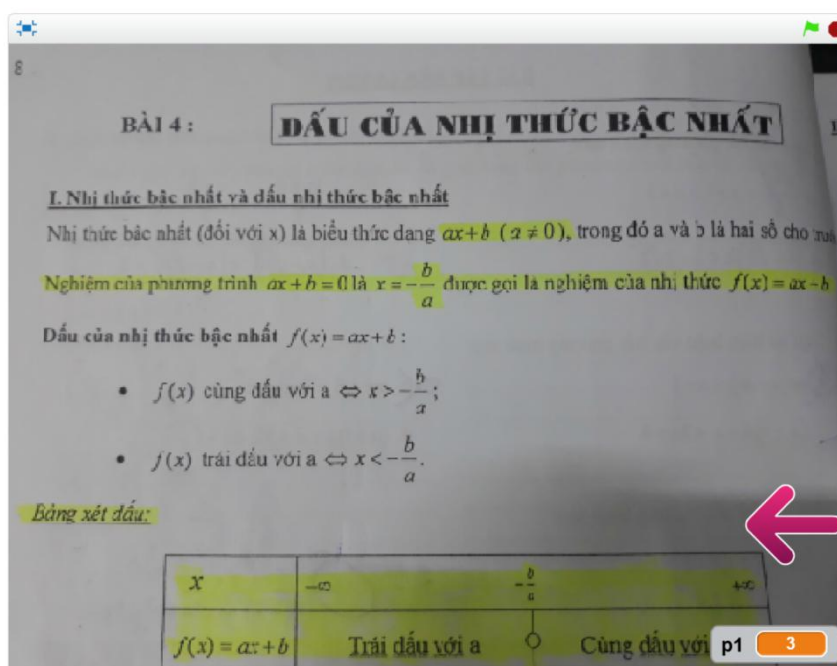 8
BÀI 4 :
DẤU CỦA NHỊ THỨC BẬC NHẤT
I. Nhị thức bậc nhất và dấu nhị thức bậc nhất
Nhị thức bậc nhất (đối với x) là biểu thức dạng ax+b ( a ≠ 0), trong đó a và b là hai số cho
Nghiệm của phương trình ax + b = 0 là x = -b/a được gọi là nghiệm của nhị thức f(x) = ax + b
Dấu của nhị thức bậc nhất f(x) = ax + b :
• f(x) cùng dấu với a ⇔ x > -b/a ;
• f(x) trái dấu với a ⇔ x < -b/a .
Bảng xét dấu:
x -∞ -b/a +∞
f(x) = ax + b Trái dấu với a O Cùng dấu với
p1 3